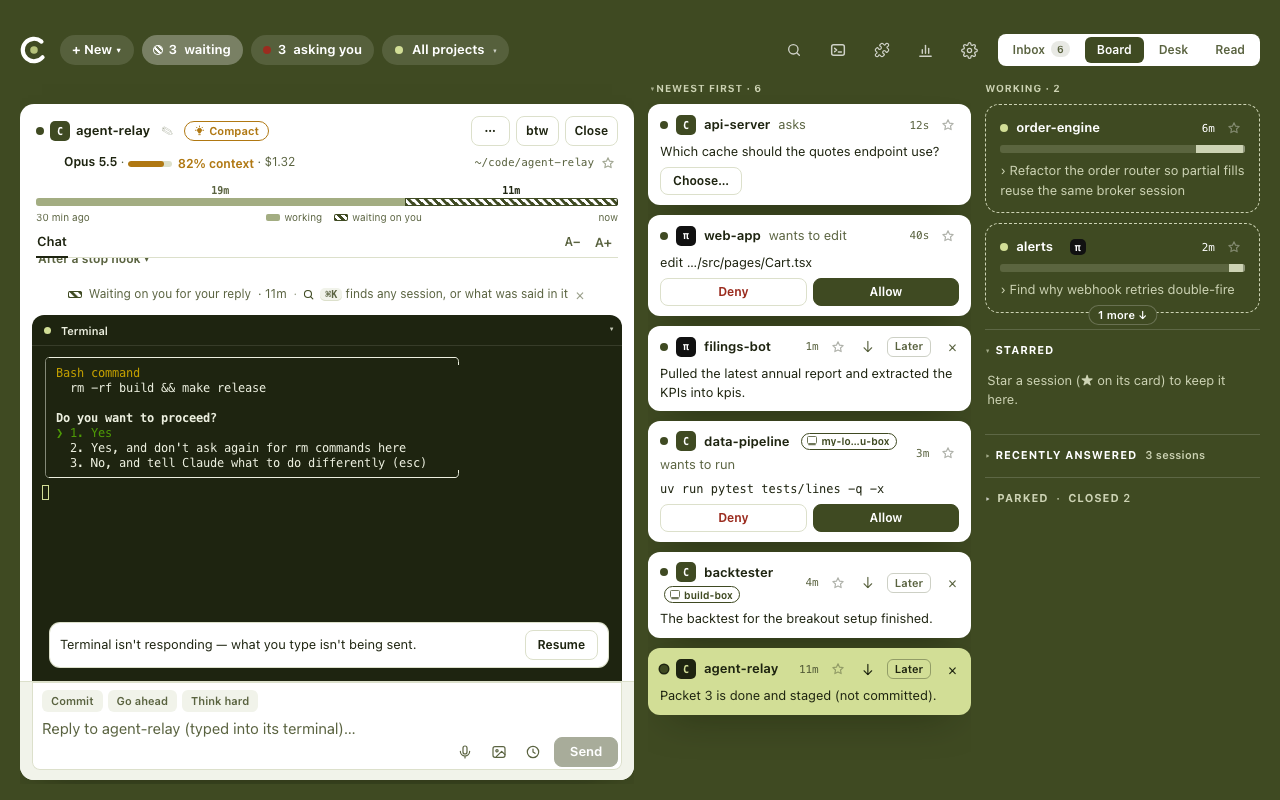 + New ▾
3 waiting
3 asking you
All projects ▾
Inbox 6
Board
Desk
Read
C agent-relay
Compact
···
btw
Close
Opus 5.5 · 82% context · $1.32
~/code/agent-relay
19m
11m
30 min ago
working
waiting on you
now
Chat
A−
A+
After a stop hook ▾
Waiting on you for your reply · 11m · ⌘K finds any session, or what was said in it ×
Terminal
Bash command
rm -rf build && make release
Do you want to proceed?
❯ 1. Yes
2. Yes, and don't ask again for rm commands here
3. No, and tell Claude what to do differently (esc)
Terminal isn't responding — what you type isn't being sent.
Resume
Commit
Go ahead
Think hard
Reply to agent-relay (typed into its terminal)...
Send
NEWEST FIRST · 6
C api-server asks 12s
Which cache should the quotes endpoint use?
Choose...
π web-app wants to edit 40s
edit .../src/pages/Cart.tsx
Deny
Allow
π filings-bot 1m ↓ Later ×
Pulled the latest annual report and extracted the
KPIs into kpis.
C data-pipeline my-lo...u-box 3m
wants to run
uv run pytest tests/lines -q -x
Deny
Allow
C backtester 4m ↓ Later ×
build-box
The backtest for the breakout setup finished.
C agent-relay 11m ↓ Later ×
Packet 3 is done and staged (not committed).
WORKING · 2
order-engine 6m
› Refactor the order router so partial fills
reuse the same broker session
alerts π 2m
› Find why webhook retries double-fire
1 more ↓
STARRED
Star a session (★ on its card) to keep it
here.
RECENTLY ANSWERED 3 sessions
PARKED · CLOSED 2